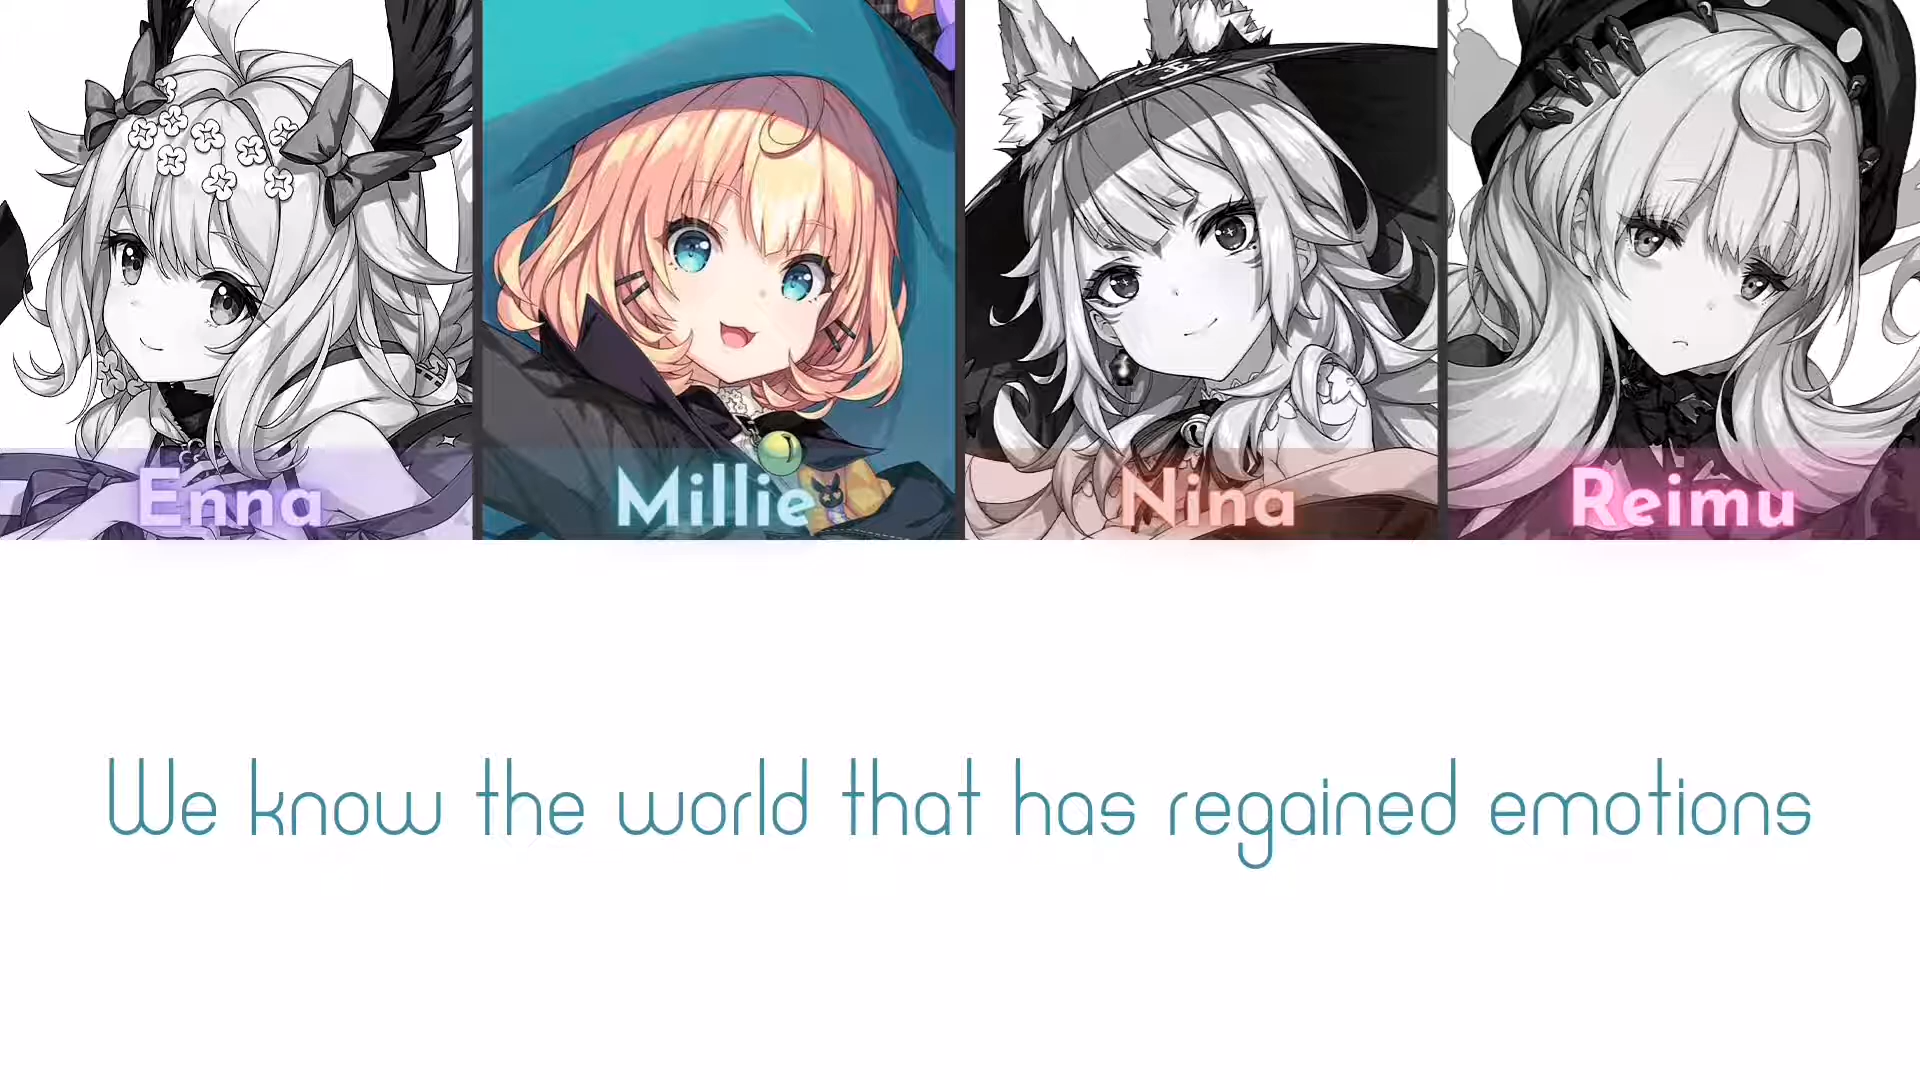 Enna
Millie
Nina
Reimu
We know the world that has regained emotions